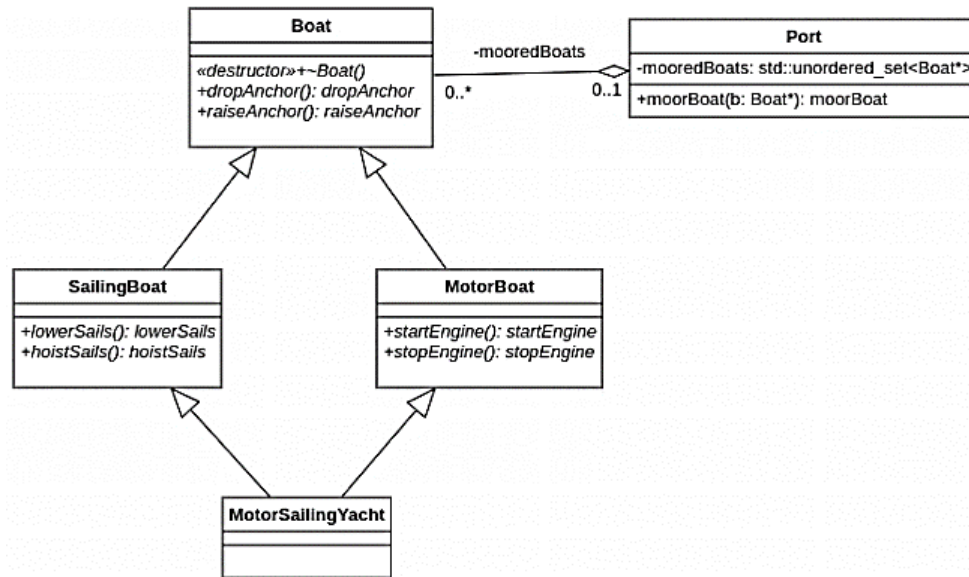 Boat
«destructor»+~Boat()
+dropAnchor(): dropAnchor
+raiseAnchor(): raiseAnchor
-mooredBoats
0..*
0..1
Port
-mooredBoats: std::unordered_set<Boat*>
+moorBoat(b: Boat*): moorBoat
SailingBoat
+lowerSails(): lowerSails
+hoistSails(): hoistSails
MotorBoat
+startEngine(): startEngine
+stopEngine(): stopEngine
MotorSailingYacht